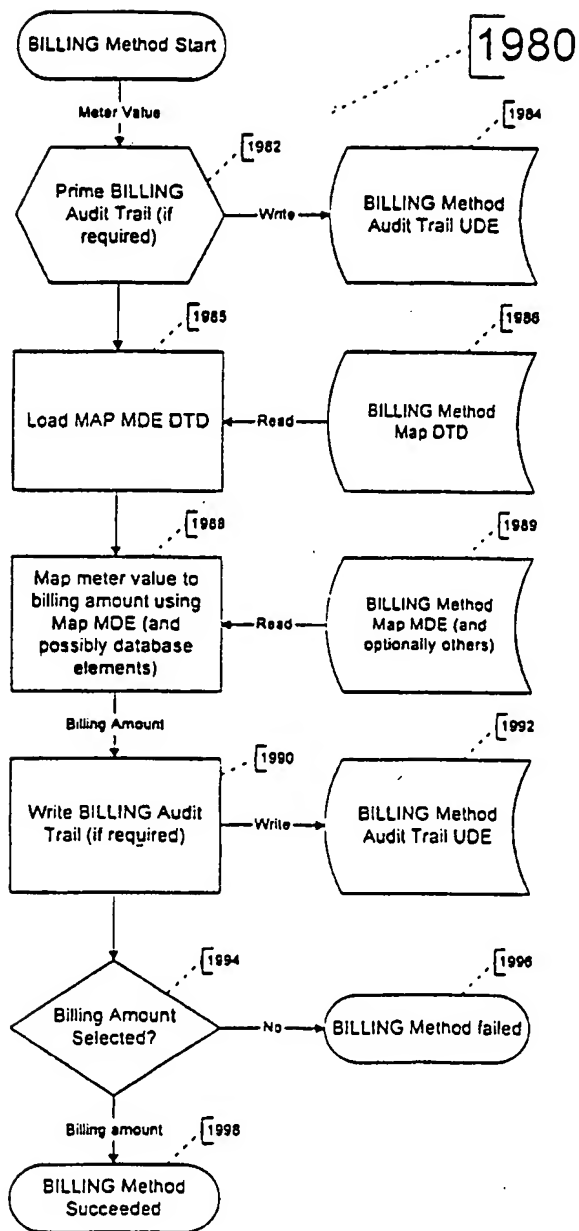 BILLING Method Start
1980
Meter Value
1982
1984
Prime BILLING
Audit Trail (if
required)
Write
BILLING Method
Audit Trail UDE
1985
1986
Load MAP MDE DTD
Read
BILLING Method
Map DTD
1988
1989
Map meter value to
billing amount using
Map MDE (and
possibly database
elements)
Read
BILLING Method
Map MDE (and
optionally others)
Billing Amount
1990
1992
Write BILLING Audit
Trail (if required)
Write
BILLING Method
Audit Trail UDE
1994
1996
Billing Amount
Selected?
No
BILLING Method failed
Billing amount
1998
BILLING Method
Succeeded